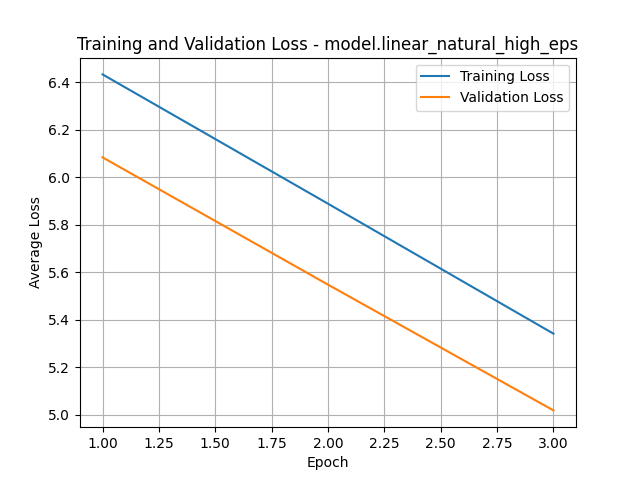 Training and Validation Loss - model.linear_natural_high_eps
Training Loss
Validation Loss
Average Loss
6.4
6.2
6.0
5.8
5.6
5.4
5.2
5.0
1.00 1.25 1.50 1.75 2.00 2.25 2.50 2.75 3.00
Epoch